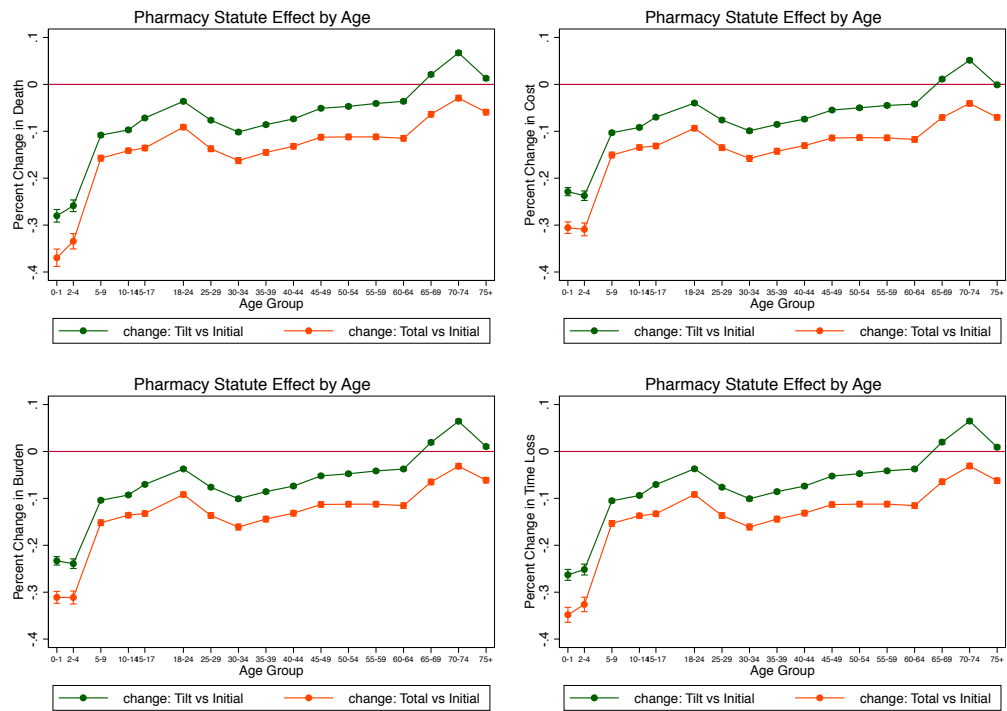 Pharmacy Statute Effect by Age
Percent Change in Death
.1
0
-.1
-.2
-.3
-.4
0-1 2-4 5-9 10-14 15-17 18-24 25-29 30-34 35-39 40-44 45-49 50-54 55-59 60-64 65-69 70-74 75+
Age Group
change: Tilt vs Initial change: Total vs Initial
Pharmacy Statute Effect by Age
Percent Change in Cost
.1
0
-.1
-.2
-.3
-.4
0-1 2-4 5-9 10-14 15-17 18-24 25-29 30-34 35-39 40-44 45-49 50-54 55-59 60-64 65-69 70-74 75+
Age Group
change: Tilt vs Initial change: Total vs Initial
Pharmacy Statute Effect by Age
Percent Change in Burden
.1
0
-.1
-.2
-.3
-.4
0-1 2-4 5-9 10-14 15-17 18-24 25-29 30-34 35-39 40-44 45-49 50-54 55-59 60-64 65-69 70-74 75+
Age Group
change: Tilt vs Initial change: Total vs Initial
Pharmacy Statute Effect by Age
Percent Change in Time Loss
.1
0
-.1
-.2
-.3
-.4
0-1 2-4 5-9 10-14 15-17 18-24 25-29 30-34 35-39 40-44 45-49 50-54 55-59 60-64 65-69 70-74 75+
Age Group
change: Tilt vs Initial change: Total vs Initial